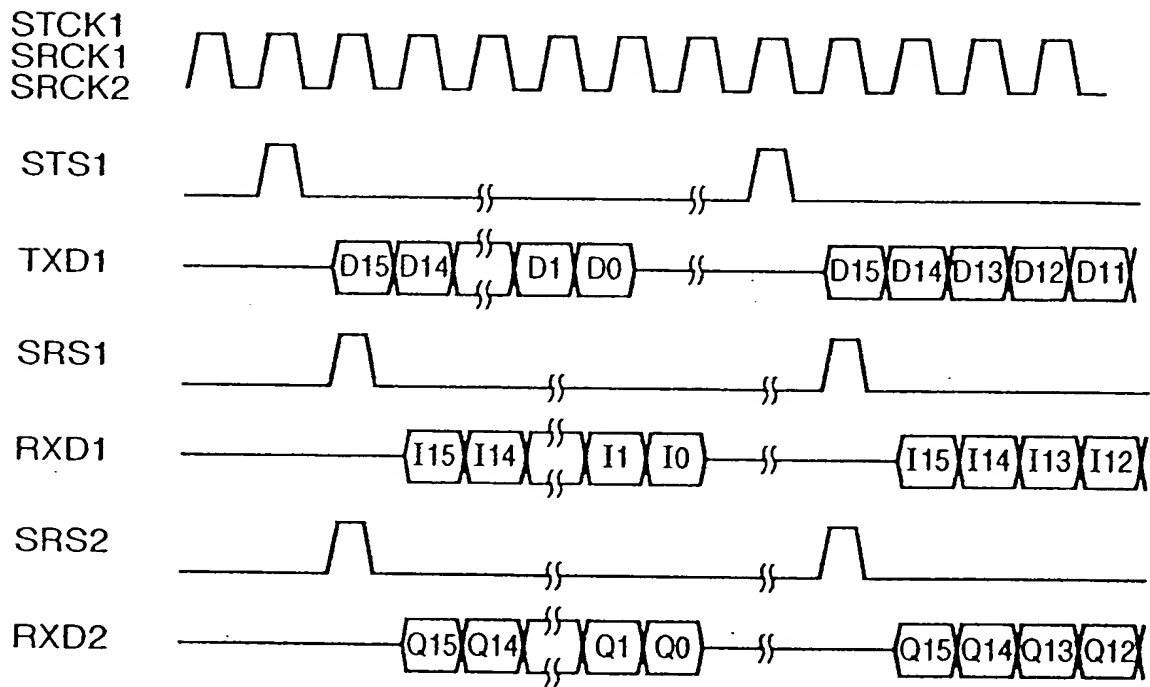 STCK1
SRCK1
SRCK2
STS1
TXD1 D15 D14 D1 D0 D15 D14 D13 D12 D11
SRS1
RXD1 I15 I14 I1 I0 I15 I14 I13 I12
SRS2
RXD2 Q15 Q14 Q1 Q0 Q15 Q14 Q13 Q12